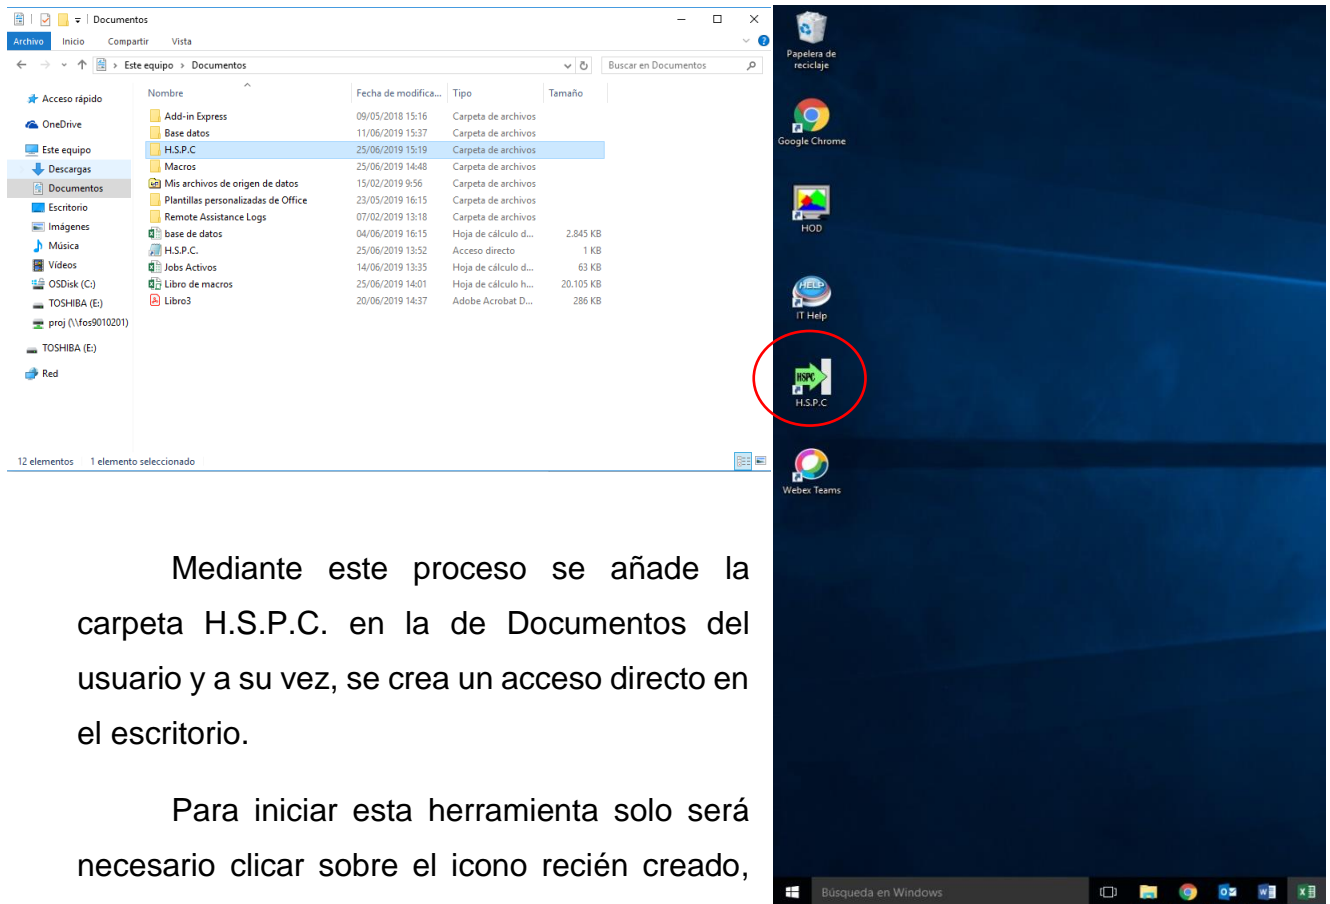 Documentos
Archivo Inicio Compartir Vista
Este equipo > Documentos
Buscar en Documentos
Acceso rápido
OneDrive
Este equipo
Descargas
Documentos
Escritorio
Imágenes
Música
Vídeos
OSDisk (C:)
TOSHIBA (E:)
proj (\\fos9010201)
TOSHIBA (E:)
Red
Nombre Fecha de modifica... Tipo Tamaño
Add-in Express 09/05/2018 15:16 Carpeta de archivos
Base datos 11/06/2019 15:37 Carpeta de archivos
H.S.P.C 25/06/2019 15:19 Carpeta de archivos
Macros 25/06/2019 14:48 Carpeta de archivos
Mis archivos de origen de datos 15/02/2019 9:56 Carpeta de archivos
Plantillas personalizadas de Office 23/05/2019 16:15 Carpeta de archivos
Remote Assistance Logs 07/02/2019 13:18 Carpeta de archivos
base de datos 04/06/2019 16:15 Hoja de cálculo d... 2.845 KB
H.S.P.C. 25/06/2019 13:52 Acceso directo 1 KB
Jobs Activos 14/06/2019 13:35 Hoja de cálculo d... 63 KB
Libro de macros 25/06/2019 14:01 Hoja de cálculo h... 20.105 KB
Libro3 20/06/2019 14:37 Adobe Acrobat D... 286 KB
12 elementos 1 elemento seleccionado
Papelera de
reciclaje
Google Chrome
HOD
HELP
IT Help
HSPC
H.S.P.C
Webex Teams
Búsqueda en Windows
Mediante este proceso se añade la
carpeta H.S.P.C. en la de Documentos del
usuario y a su vez, se crea un acceso directo en
el escritorio.
Para iniciar esta herramienta solo será
necesario clicar sobre el icono recién creado,